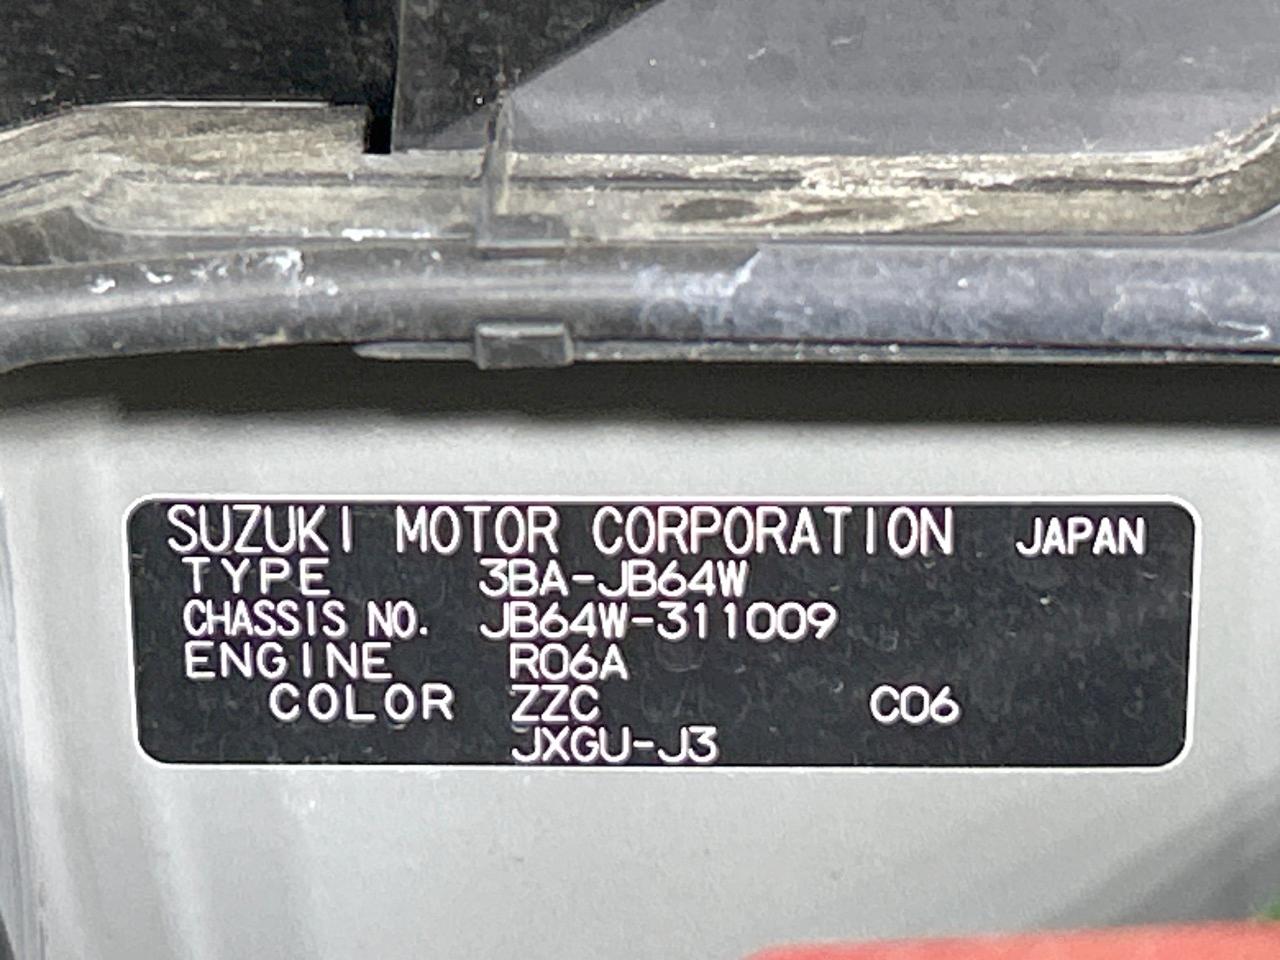 SUZUKI MOTOR CORPORATION JAPAN
TYPE 3BA-JB64W
CHASSIS NO. JB64W-311009
ENGINE R06A
COLOR ZZC C06
JXGU-J3